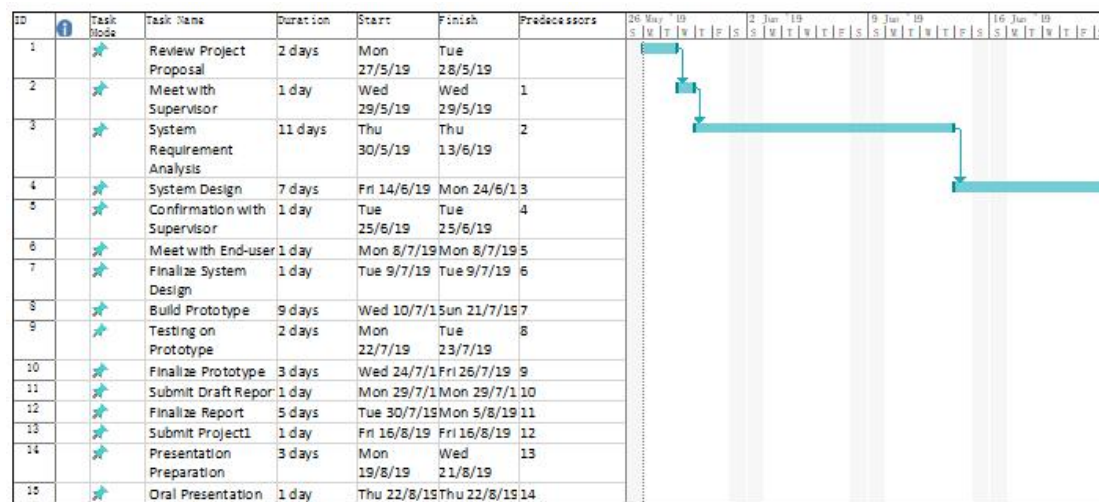 ID Task Mode Task Name Duration Start Finish Predecessors 26 May '19 2 Jun '19 9 Jun '19 16 Jun '19
S M T W T F S S M T W T F S S M T W T F S S M T W T F
1 Review Project Proposal 2 days Mon 27/5/19 Tue 28/5/19
2 Meet with Supervisor 1 day Wed 29/5/19 Wed 29/5/19 1
3 System Requirement Analysis 11 days Thu 30/5/19 Thu 13/6/19 2
4 System Design 7 days Fri 14/6/19 Mon 24/6/1 3
5 Confirmation with Supervisor 1 day Tue 25/6/19 Tue 25/6/19 4
6 Meet with End-user 1 day Mon 8/7/19 Mon 8/7/19 5
7 Finalize System Design 1 day Tue 9/7/19 Tue 9/7/19 6
8 Build Prototype 9 days Wed 10/7/1 Sun 21/7/19 7
9 Testing on Prototype 2 days Mon 22/7/19 Tue 23/7/19 8
10 Finalize Prototype 3 days Wed 24/7/1 Fri 26/7/19 9
11 Submit Draft Repor 1 day Mon 29/7/1 Mon 29/7/1 10
12 Finalize Report 5 days Tue 30/7/19 Mon 5/8/19 11
13 Submit Project1 1 day Fri 16/8/19 Fri 16/8/19 12
14 Presentation Preparation 3 days Mon 19/8/19 Wed 21/8/19 13
15 Oral Presentation 1 day Thu 22/8/19 Thu 22/8/19 14